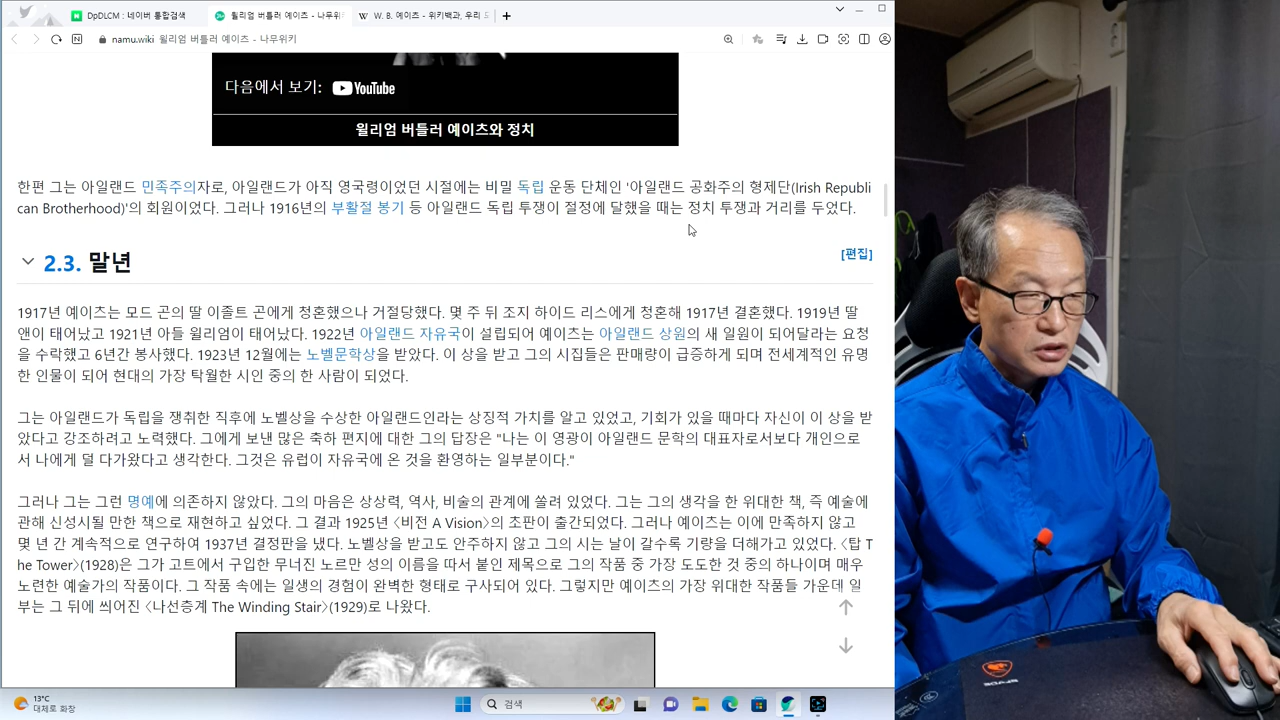 DpDLCM : 네이버 통합검색
윌리엄 버틀러 예이츠 - 나무위키
W. B. 예이츠 - 위키백과, 우리 모
namu.wiki 윌리엄 버틀러 예이츠 - 나무위키
다음에서 보기: YouTube
윌리엄 버틀러 예이츠와 정치
한편 그는 아일랜드 민족주의자로, 아일랜드가 아직 영국령이었던 시절에는 비밀 독립 운동 단체인 '아일랜드 공화주의 형제단(Irish Republi
can Brotherhood)'의 회원이었다. 그러나 1916년의 부활절 봉기 등 아일랜드 독립 투쟁이 절정에 달했을 때는 정치 투쟁과 거리를 두었다.
2.3. 말년
[편집]
1917년 예이츠는 모드 곤의 딸 이졸트 곤에게 청혼했으나 거절당했다. 몇 주 뒤 조지 하이드 리스에게 청혼해 1917년 결혼했다. 1919년 딸
앤이 태어났고 1921년 아들 윌리엄이 태어났다. 1922년 아일랜드 자유국이 설립되어 예이츠는 아일랜드 상원의 새 일원이 되어달라는 요청
을 수락했고 6년간 봉사했다. 1923년 12월에는 노벨문학상을 받았다. 이 상을 받고 그의 시집들은 판매량이 급증하게 되며 전세계적인 유명
한 인물이 되어 현대의 가장 탁월한 시인 중의 한 사람이 되었다.
그는 아일랜드가 독립을 쟁취한 직후에 노벨상을 수상한 아일랜드인라는 상징적 가치를 알고 있었고, 기회가 있을 때마다 자신이 이 상을 받
았다고 강조하려고 노력했다. 그에게 보낸 많은 축하 편지에 대한 그의 답장은 "나는 이 영광이 아일랜드 문학의 대표자로서보다 개인으로
서 나에게 덜 다가왔다고 생각한다. 그것은 유럽이 자유국에 온 것을 환영하는 일부분이다."
그러나 그는 그런 명예에 의존하지 않았다. 그의 마음은 상상력, 역사, 비술의 관계에 쏠려 있었다. 그는 그의 생각을 한 위대한 책, 즉 예술에
관해 신성시될 만한 책으로 재현하고 싶었다. 그 결과 1925년 〈비전 A Vision〉의 초판이 출간되었다. 그러나 예이츠는 이에 만족하지 않고
몇 년 간 계속적으로 연구하여 1937년 결정판을 냈다. 노벨상을 받고도 안주하지 않고 그의 시는 날이 갈수록 기량을 더해가고 있었다. 〈탑 T
he Tower〉(1928)은 그가 고트에서 구입한 무너진 노르만 성의 이름을 따서 붙인 제목으로 그의 작품 중 가장 도도한 것 중의 하나이며 매우
노련한 예술가의 작품이다. 그 작품 속에는 일생의 경험이 완벽한 형태로 구사되어 있다. 그렇지만 예이츠의 가장 위대한 작품들 가운데 일
부는 그 뒤에 씌어진 〈나선층계 The Winding Stair〉(1929)로 나왔다.
13°C
대체로 화창
검색